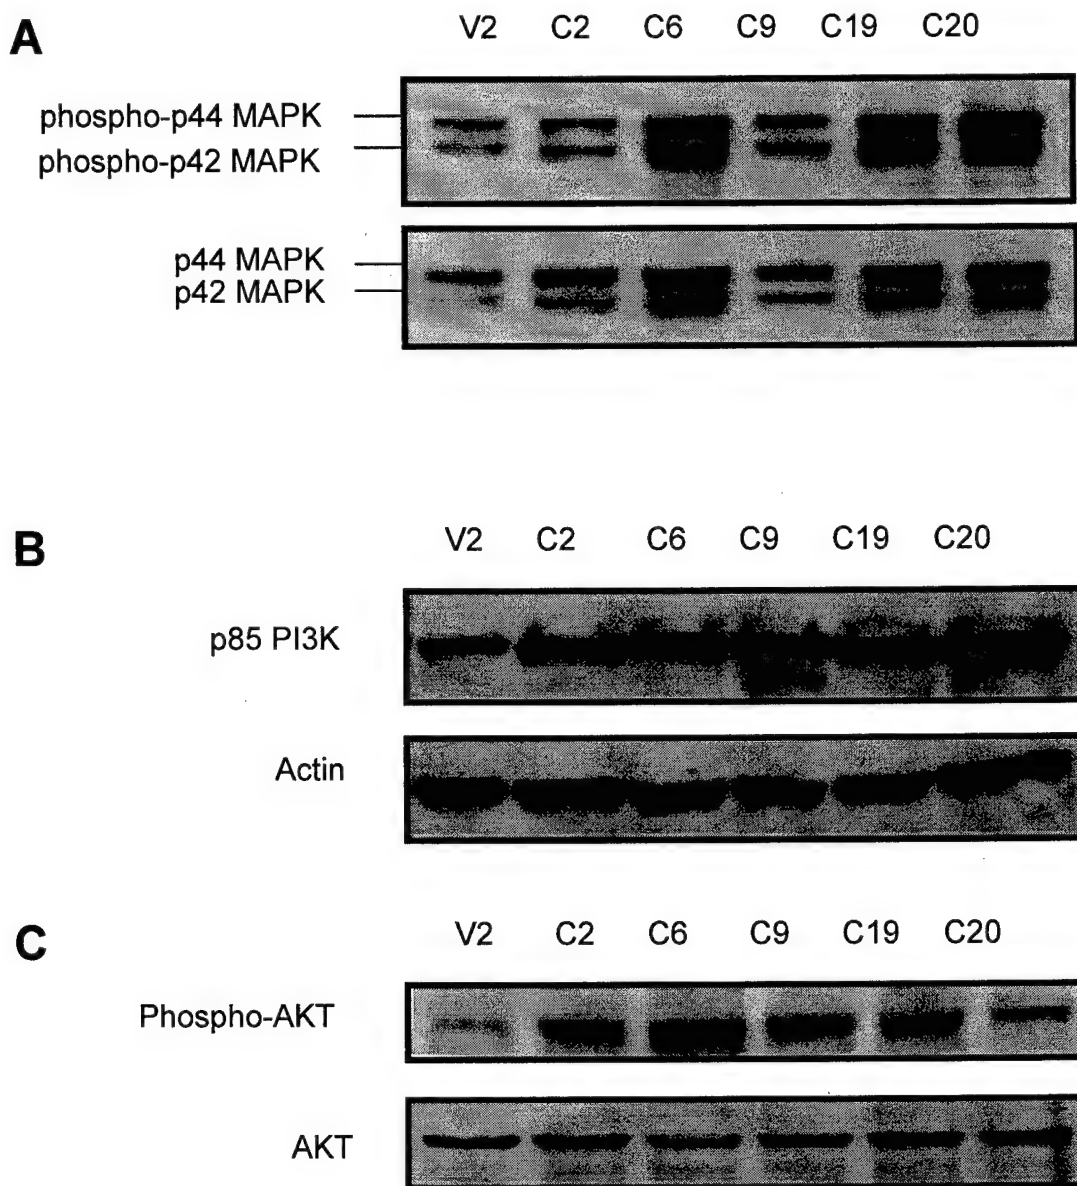 A
V2 C2 C6 C9 C19 C20
phospho-p44 MAPK
phospho-p42 MAPK
p44 MAPK
p42 MAPK
B
V2 C2 C6 C9 C19 C20
p85 PI3K
Actin
C
V2 C2 C6 C9 C19 C20
Phospho-AKT
AKT